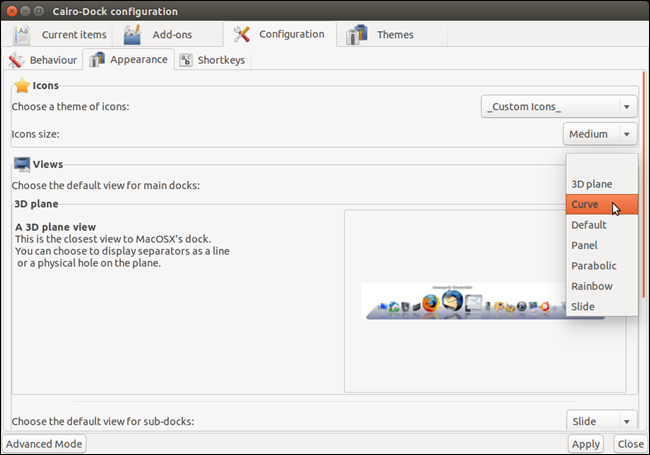 Cairo-Dock configuration
Current items
Add-ons
Configuration
Themes
Behaviour
Appearance
Shortkeys
Icons
Choose a theme of icons:
_Custom Icons_
Icons size:
Medium
Views
Choose the default view for main docks:
3D plane
Curve
Default
Panel
Parabolic
Rainbow
Slide
3D plane
A 3D plane view
This is the closest view to MacOSX's dock.
You can choose to display separators as a line
or a physical hole on the plane.
Choose the default view for sub-docks:
Slide
Advanced Mode
Apply
Close